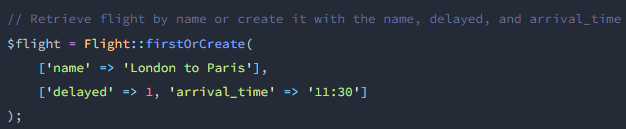 // Retrieve flight by name or create it with the name, delayed, and arrival_time
$flight = Flight::firstOrCreate(
    ['name' => 'London to Paris'],
    ['delayed' => 1, 'arrival_time' => '11:30']
);